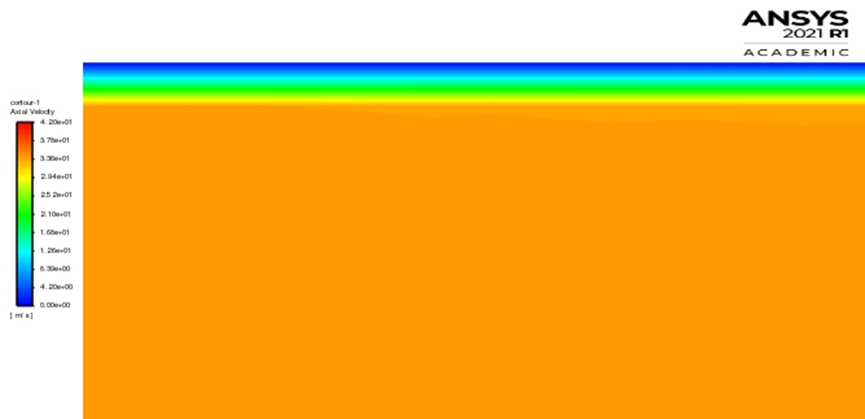 ANSYS
2021 R1
ACADEMIC
contour-1
Axial Velocity
4.20e+01
3.78e+01
3.36e+01
2.94e+01
2.52e+01
2.10e+01
1.68e+01
1.26e+01
8.39e+00
4.20e+00
0.00e+00
[ m/s ]